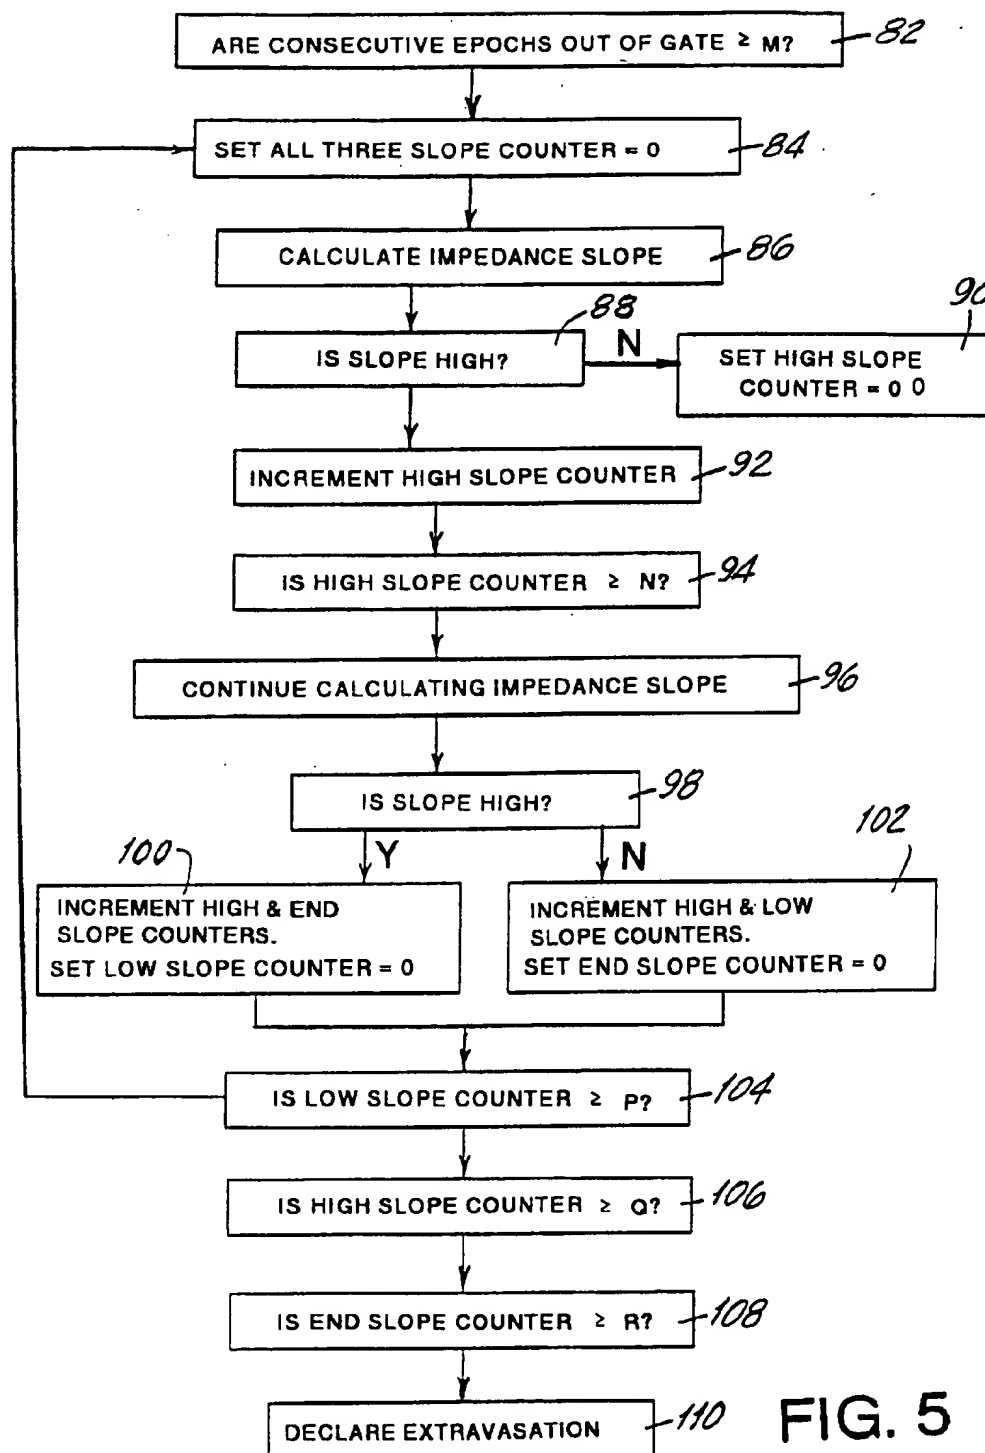 ARE CONSECUTIVE EPOCHS OUT OF GATE ≥ M?
82
Y
SET ALL THREE SLOPE COUNTER = 0
84
CALCULATE IMPEDANCE SLOPE
86
88
IS SLOPE HIGH?
N
90
SET HIGH SLOPE
COUNTER = 0 0
INCREMENT HIGH SLOPE COUNTER
92
IS HIGH SLOPE COUNTER ≥ N?
94
CONTINUE CALCULATING IMPEDANCE SLOPE
96
IS SLOPE HIGH?
98
100
Y
N
102
INCREMENT HIGH & END
SLOPE COUNTERS.
SET LOW SLOPE COUNTER = 0
INCREMENT HIGH & LOW
SLOPE COUNTERS.
SET END SLOPE COUNTER = 0
IS LOW SLOPE COUNTER ≥ P?
104
IS HIGH SLOPE COUNTER ≥ Q?
106
IS END SLOPE COUNTER ≥ R?
108
DECLARE EXTRAVASATION
110
FIG. 5